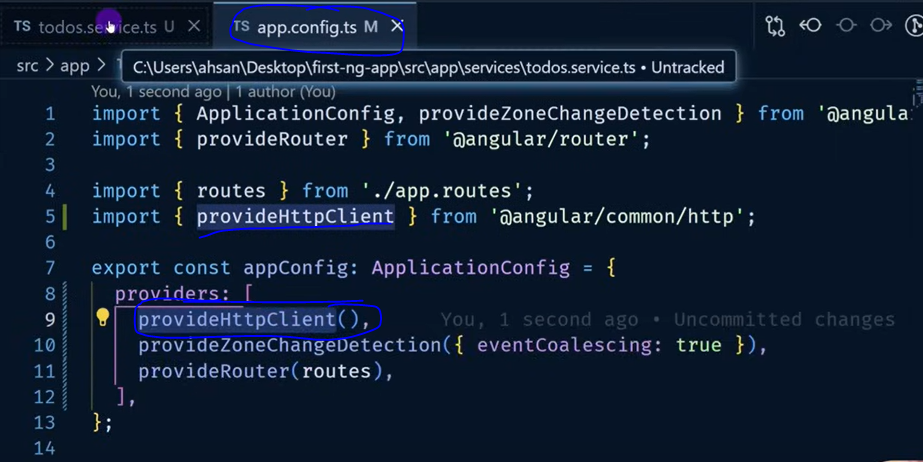 TS todos.service.ts U × TS app.config.ts M ×
src > app >
C:\Users\ahsan\Desktop\first-ng-app\src\app\services\todos.service.ts • Untracked
You, 1 second ago | 1 author (You)
1 import { ApplicationConfig, provideZoneChangeDetection } from '@angula
2 import { provideRouter } from '@angular/router';
3
4 import { routes } from './app.routes';
5 import { provideHttpClient } from '@angular/common/http';
6
7 export const appConfig: ApplicationConfig = {
8 providers: [
9 provideHttpClient(), You, 1 second ago • Uncommitted changes
10 provideZoneChangeDetection({ eventCoalescing: true }),
11 provideRouter(routes),
12 ],
13 };
14